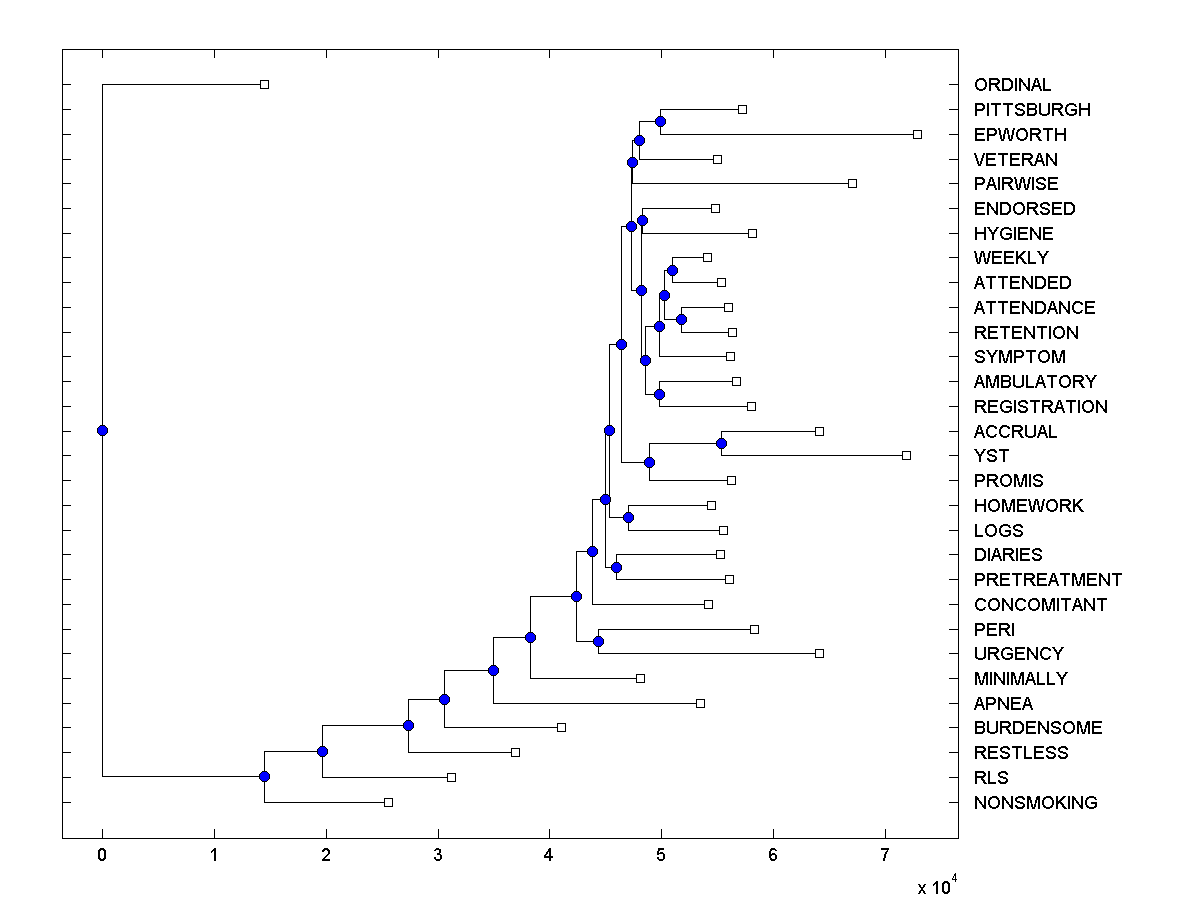 ORDINAL
PITTSBURGH
EPWORTH
VETERAN
PAIRWISE
ENDORSED
HYGIENE
WEEKLY
ATTENDED
ATTENDANCE
RETENTION
SYMPTOM
AMBULATORY
REGISTRATION
ACCRUAL
YST
PROMIS
HOMEWORK
LOGS
DIARIES
PRETREATMENT
CONCOMITANT
PERI
URGENCY
MINIMALLY
APNEA
BURDENSOME
RESTLESS
RLS
NONSMOKING
0 1 2 3 4 5 6 7
x 10^4